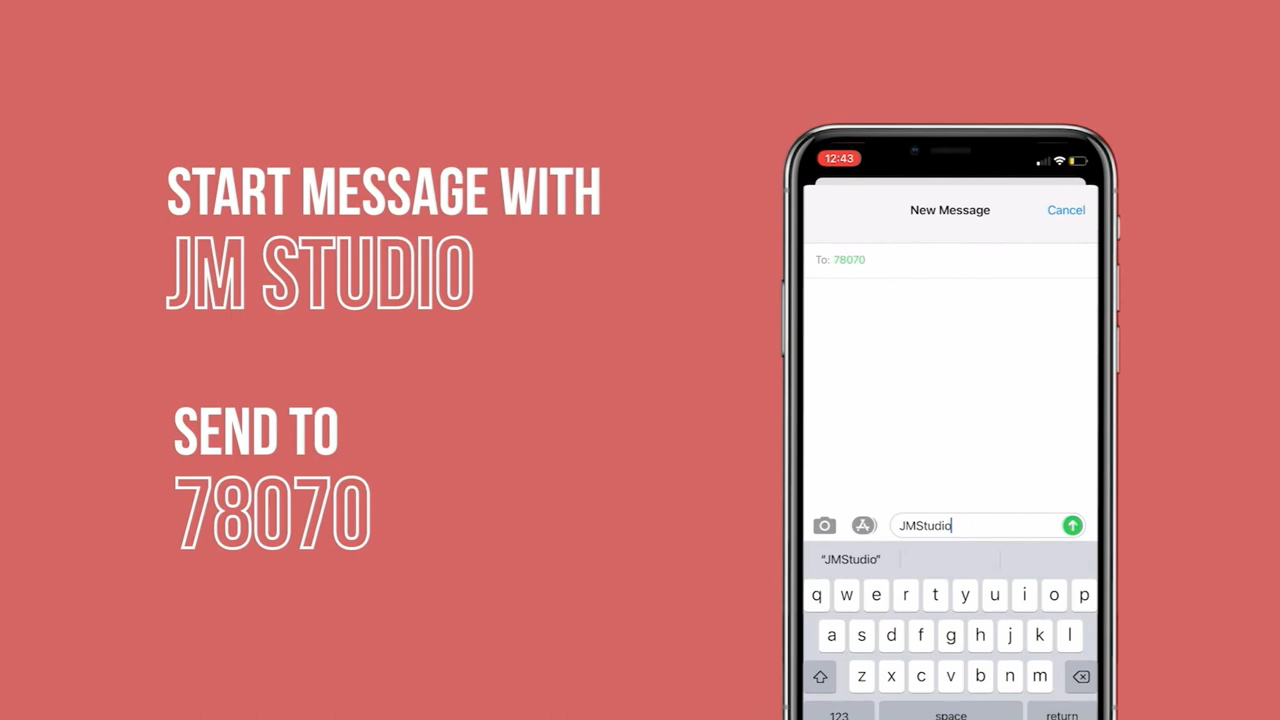 START MESSAGE WITH
JM STUDIO
SEND TO
78070
12:43
New Message
Cancel
To: 78070
JMStudio
“JMStudio”
q w e r t y u i o p
a s d f g h j k l
z x c v b n m
123 space return